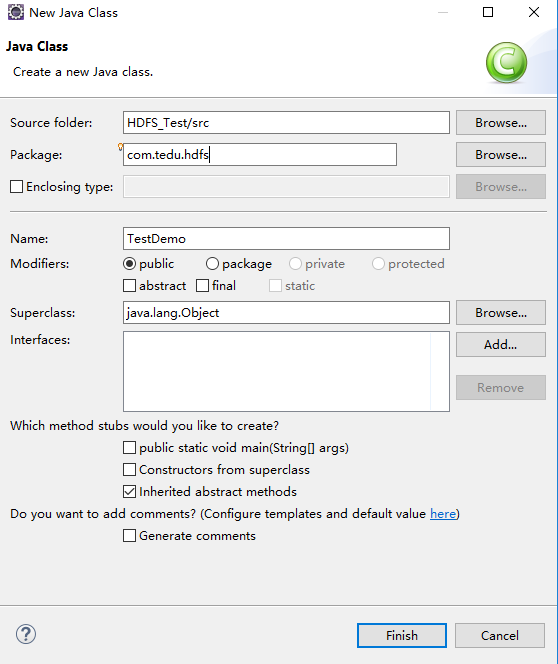 New Java Class
Java Class
Create a new Java class.
Source folder: HDFS_Test/src Browse...
Package: com.tedu.hdfs Browse...
Enclosing type: Browse...
Name: TestDemo
Modifiers: public package private protected
abstract final static
Superclass: java.lang.Object Browse...
Interfaces: Add...
Remove
Which method stubs would you like to create?
public static void main(String[] args)
Constructors from superclass
Inherited abstract methods
Do you want to add comments? (Configure templates and default value here)
Generate comments
? Finish Cancel